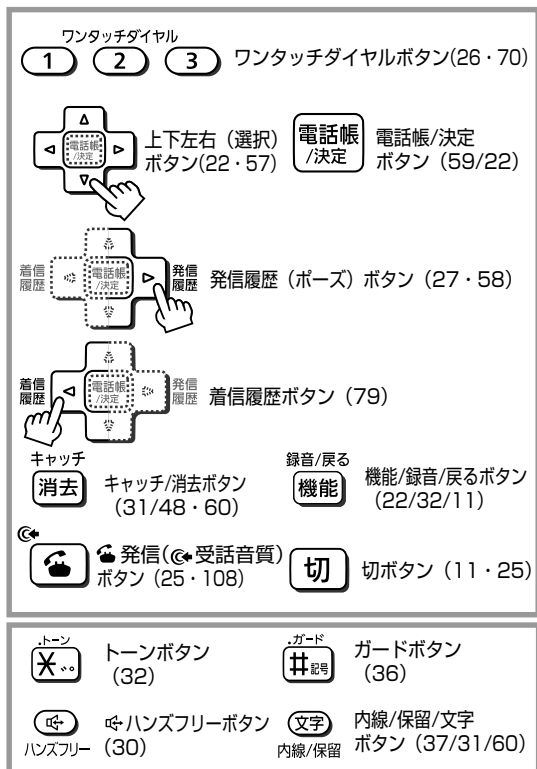 ワンタッチダイヤル
1 2 3 ワンタッチダイヤルボタン(26・70)
電話帳
/決定
上下左右（選択）
ボタン(22・57)
電話帳
/決定
電話帳/決定
ボタン（59/22）
着信
履歴
電話帳
/決定
発信
履歴
発信履歴（ポーズ）ボタン（27・58）
着信
履歴
電話帳
/決定
発信
履歴
着信履歴ボタン（79）
キャッチ
消去
キャッチ/消去ボタン
（31/48・60）
録音/戻る
機能
機能/録音/戻るボタン
（22/32/11）
発信(受話音質)
ボタン（25・108）
切
切ボタン（11・25）
.トーン
トーンボタン
（32）
.ガード
記号
ガードボタン
（36）
ハンズフリー
ハンズフリーボタン
（30）
文字
内線/保留
内線/保留/文字
ボタン（37/31/60）